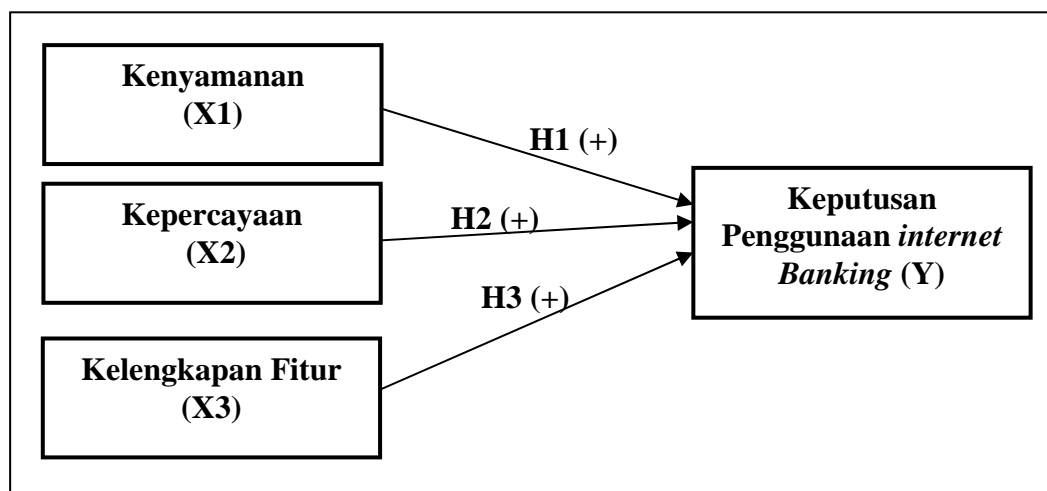 Kenyamanan
(X1)
H1 (+)
Kepercayaan
(X2)
H2 (+)
Keputusan
Penggunaan internet
Banking (Y)
H3 (+)
Kelengkapan Fitur
(X3)